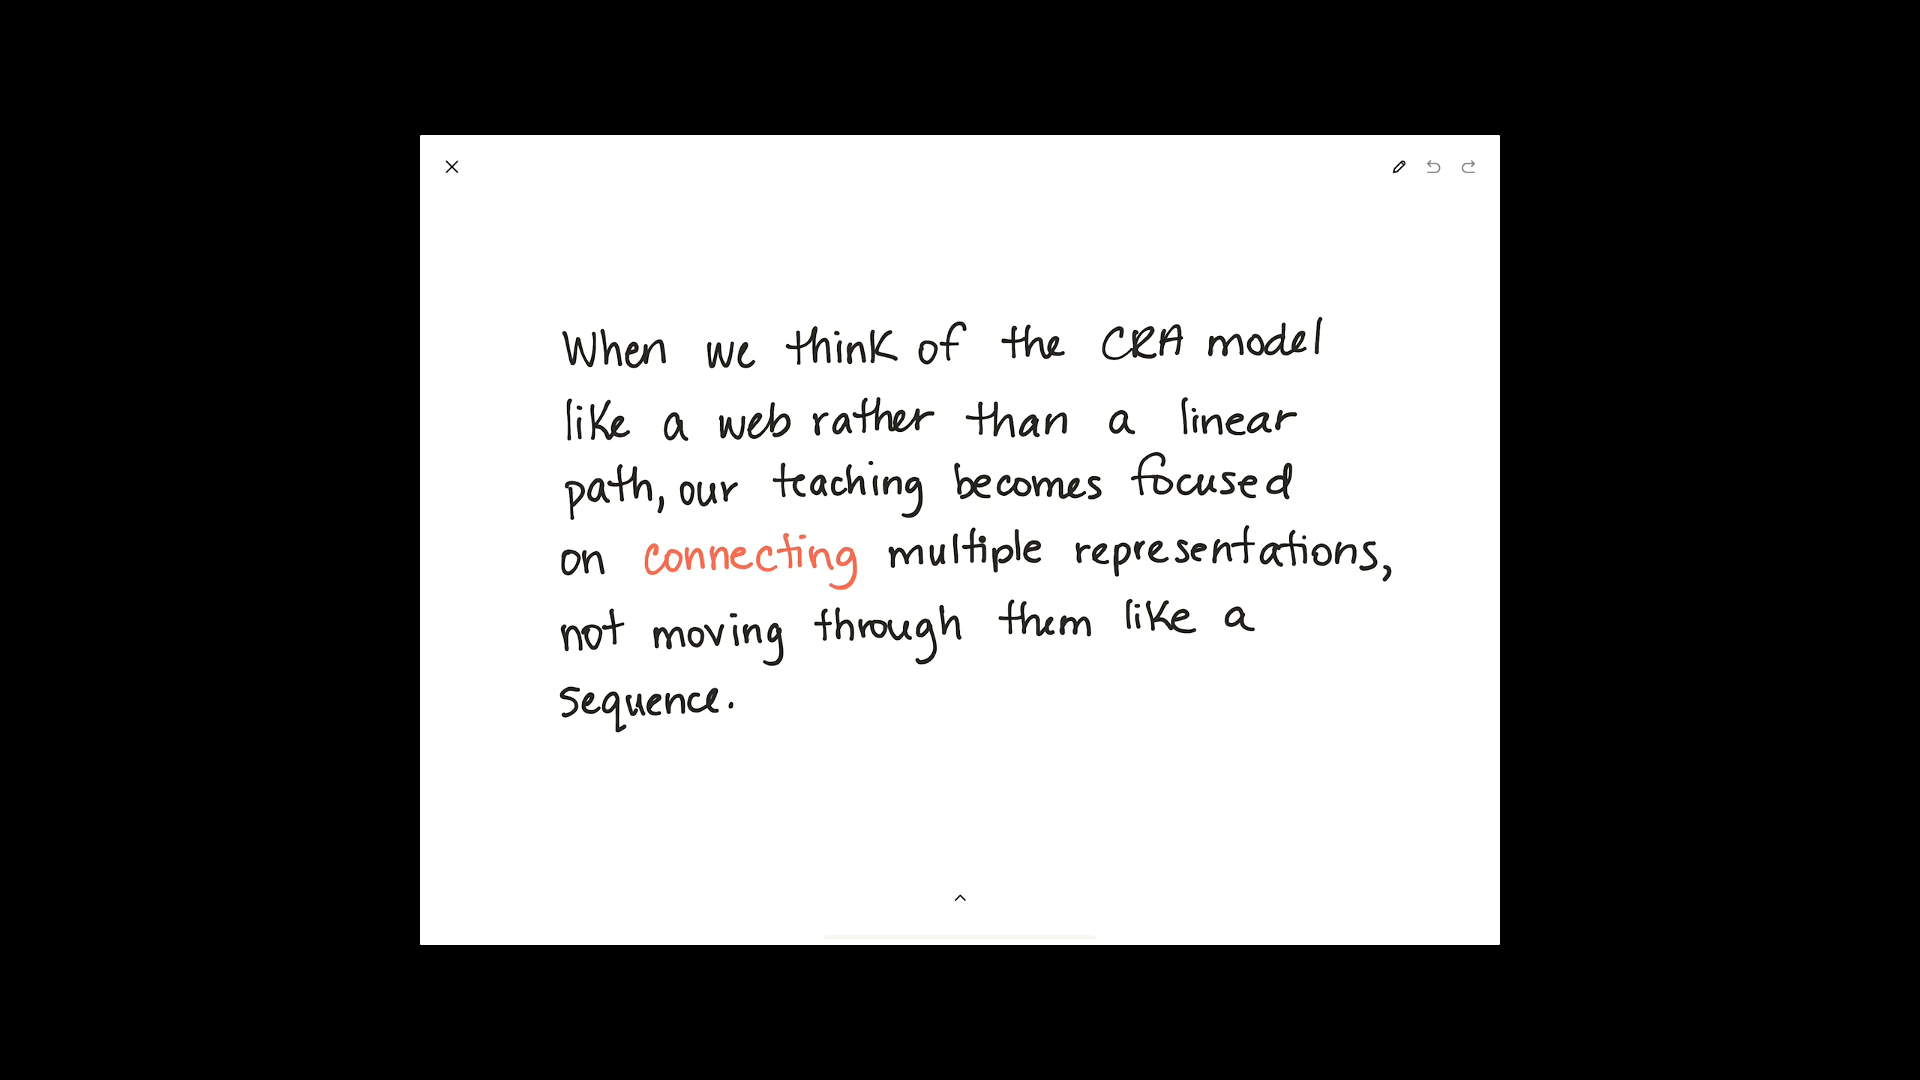 When we think of the CRA model
like a web rather than a linear
path, our teaching becomes focused
on connecting multiple representations,
not moving through them like a
sequence.